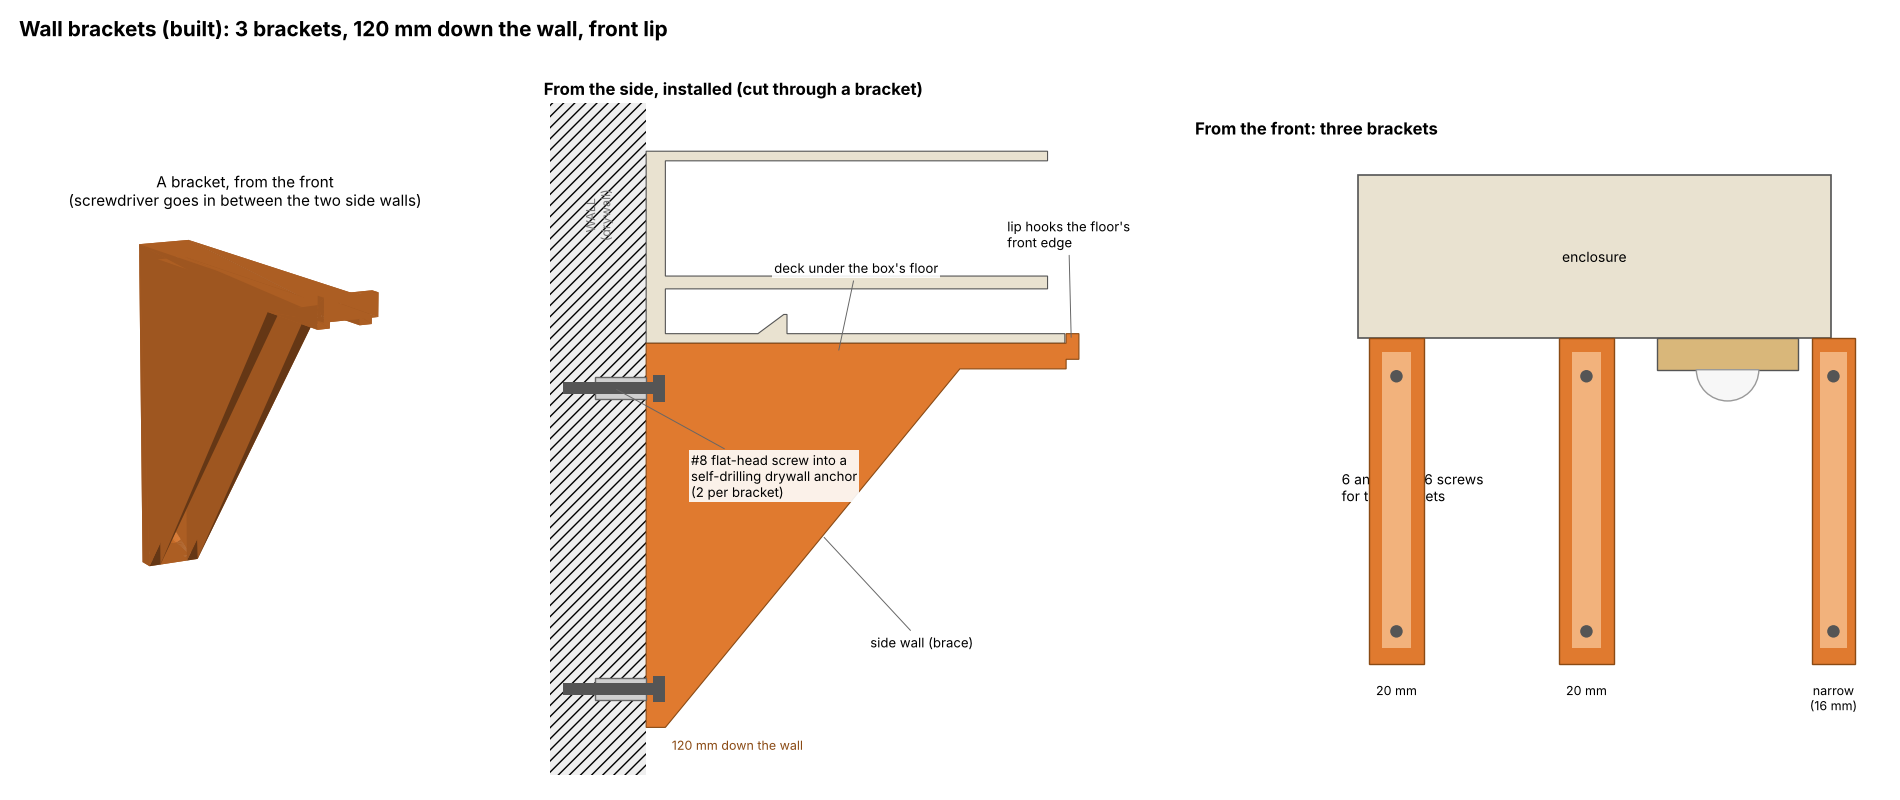 Wall brackets (built): 3 brackets, 120 mm down the wall, front lip
A bracket, from the front
(screwdriver goes in between the two side walls)
From the side, installed (cut through a bracket)
WALL
(drywall)
lip hooks the floor's
front edge
deck under the box's floor
#8 flat-head screw into a
self-drilling drywall anchor
(2 per bracket)
side wall (brace)
120 mm down the wall
From the front: three brackets
enclosure
6 6 screws
for
20 mm
20 mm
narrow
(16 mm)